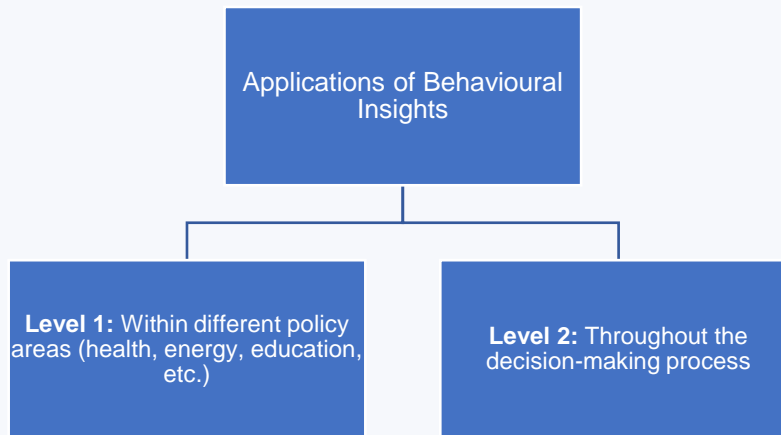 Applications of Behavioural
Insights
Level 1: Within different policy
areas (health, energy, education,
etc.)
Level 2: Throughout the
decision-making process